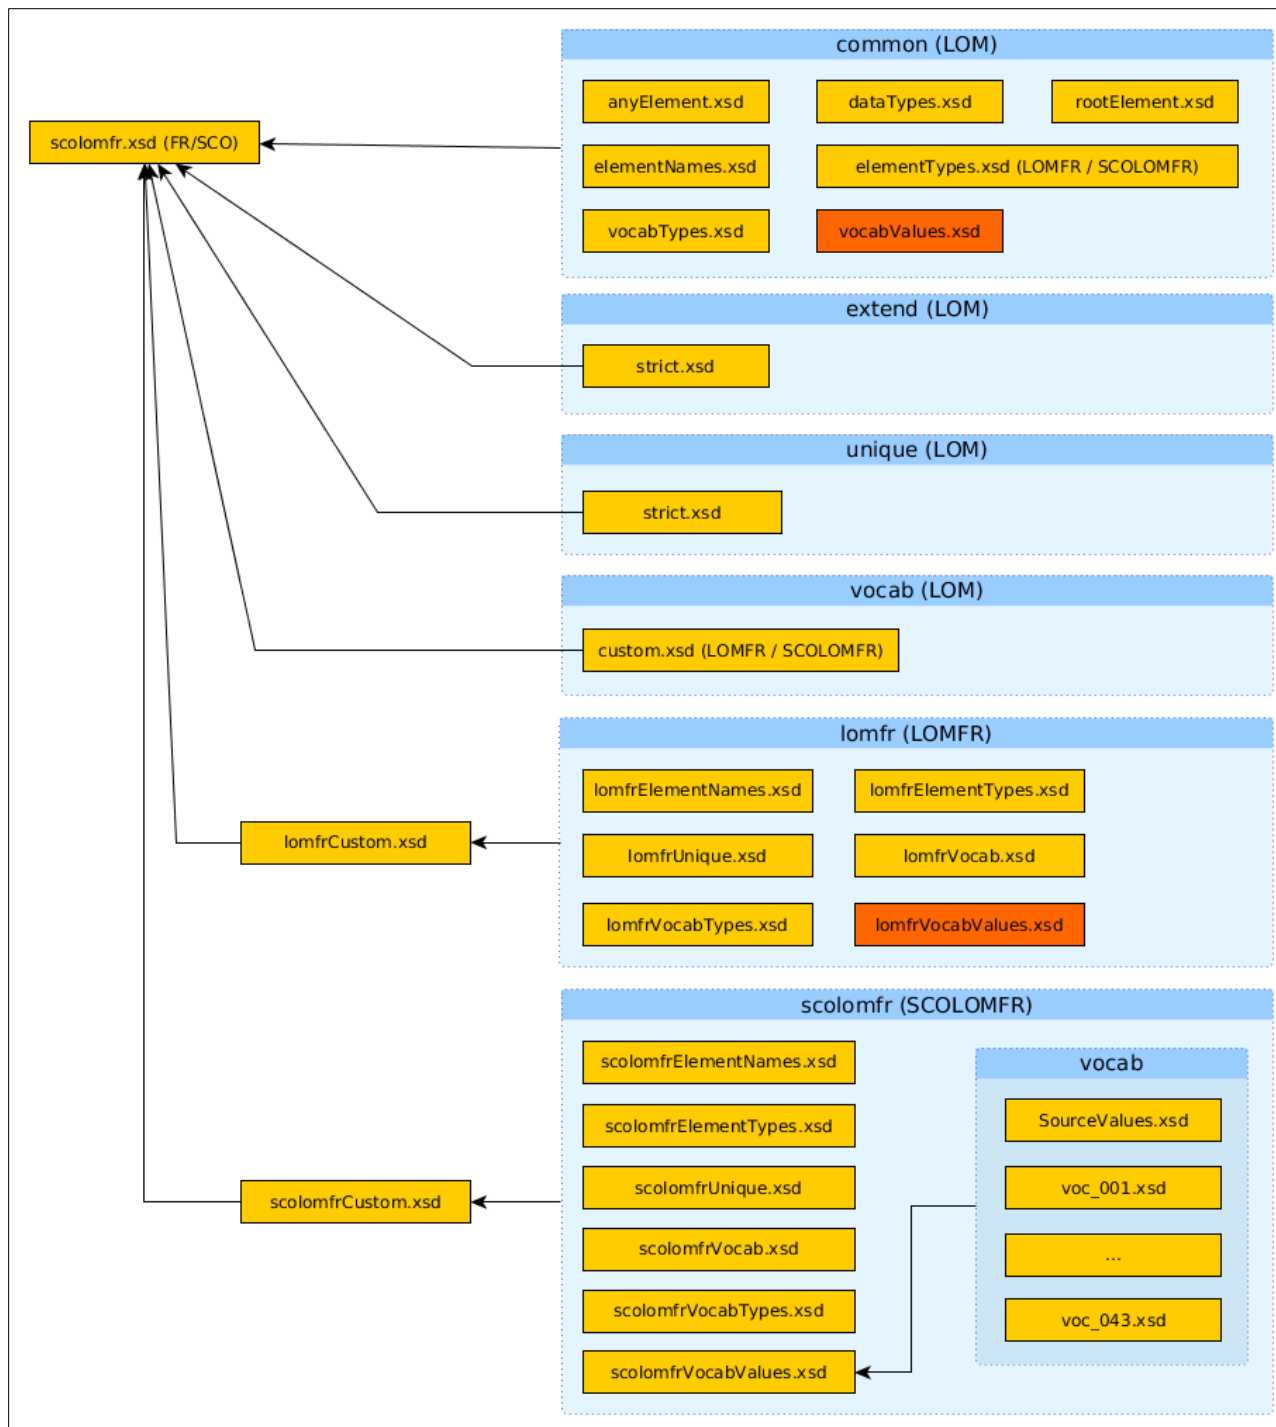 common (LOM)
anyElement.xsd
dataTypes.xsd
rootElement.xsd
scolomfr.xsd (FR/SCO)
elementNames.xsd
elementTypes.xsd (LOMFR / SCOLOMFR)
vocabTypes.xsd
vocabValues.xsd
extend (LOM)
strict.xsd
unique (LOM)
strict.xsd
vocab (LOM)
custom.xsd (LOMFR / SCOLOMFR)
lomfr (LOMFR)
lomfrElementNames.xsd
lomfrElementTypes.xsd
lomfrCustom.xsd
lomfrUnique.xsd
lomfrVocab.xsd
lomfrVocabTypes.xsd
lomfrVocabValues.xsd
scolomfr (SCOLOMFR)
scolomfrElementNames.xsd
scolomfrElementTypes.xsd
scolomfrUnique.xsd
scolomfrCustom.xsd
scolomfrVocab.xsd
scolomfrVocabTypes.xsd
scolomfrVocabValues.xsd
vocab
SourceValues.xsd
voc_001.xsd
...
voc_043.xsd